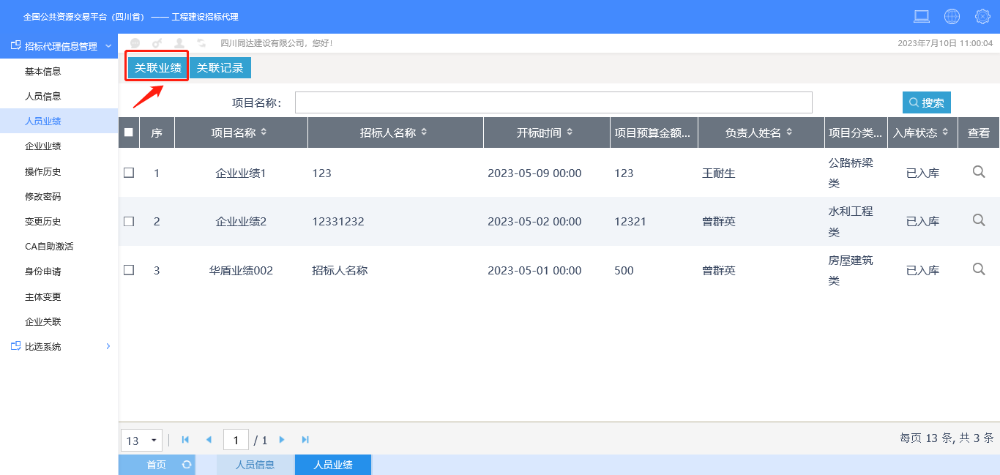 全国公共资源交易平台（四川省） —— 工程建设招标代理
招标代理信息管理
四川同达建设有限公司，您好!
2023年7月10日 11:00:04
基本信息
人员信息
人员业绩
企业业绩
操作历史
修改密码
变更历史
CA自助激活
身份申请
主体变更
企业关联
比选系统
关联业绩 关联记录
项目名称:
搜索
序 项目名称 招标人名称 开标时间 项目预算金额... 负责人姓名 项目分类... 入库状态 查看
1 企业业绩1 123 2023-05-09 00:00 123 王耐生 公路桥梁类 已入库
2 企业业绩2 12331232 2023-05-02 00:00 12321 曾群英 水利工程类 已入库
3 华盾业绩002 招标人名称 2023-05-01 00:00 500 曾群英 房屋建筑类 已入库
13 1 / 1
每页 13 条, 共 3 条
首页 人员信息 人员业绩